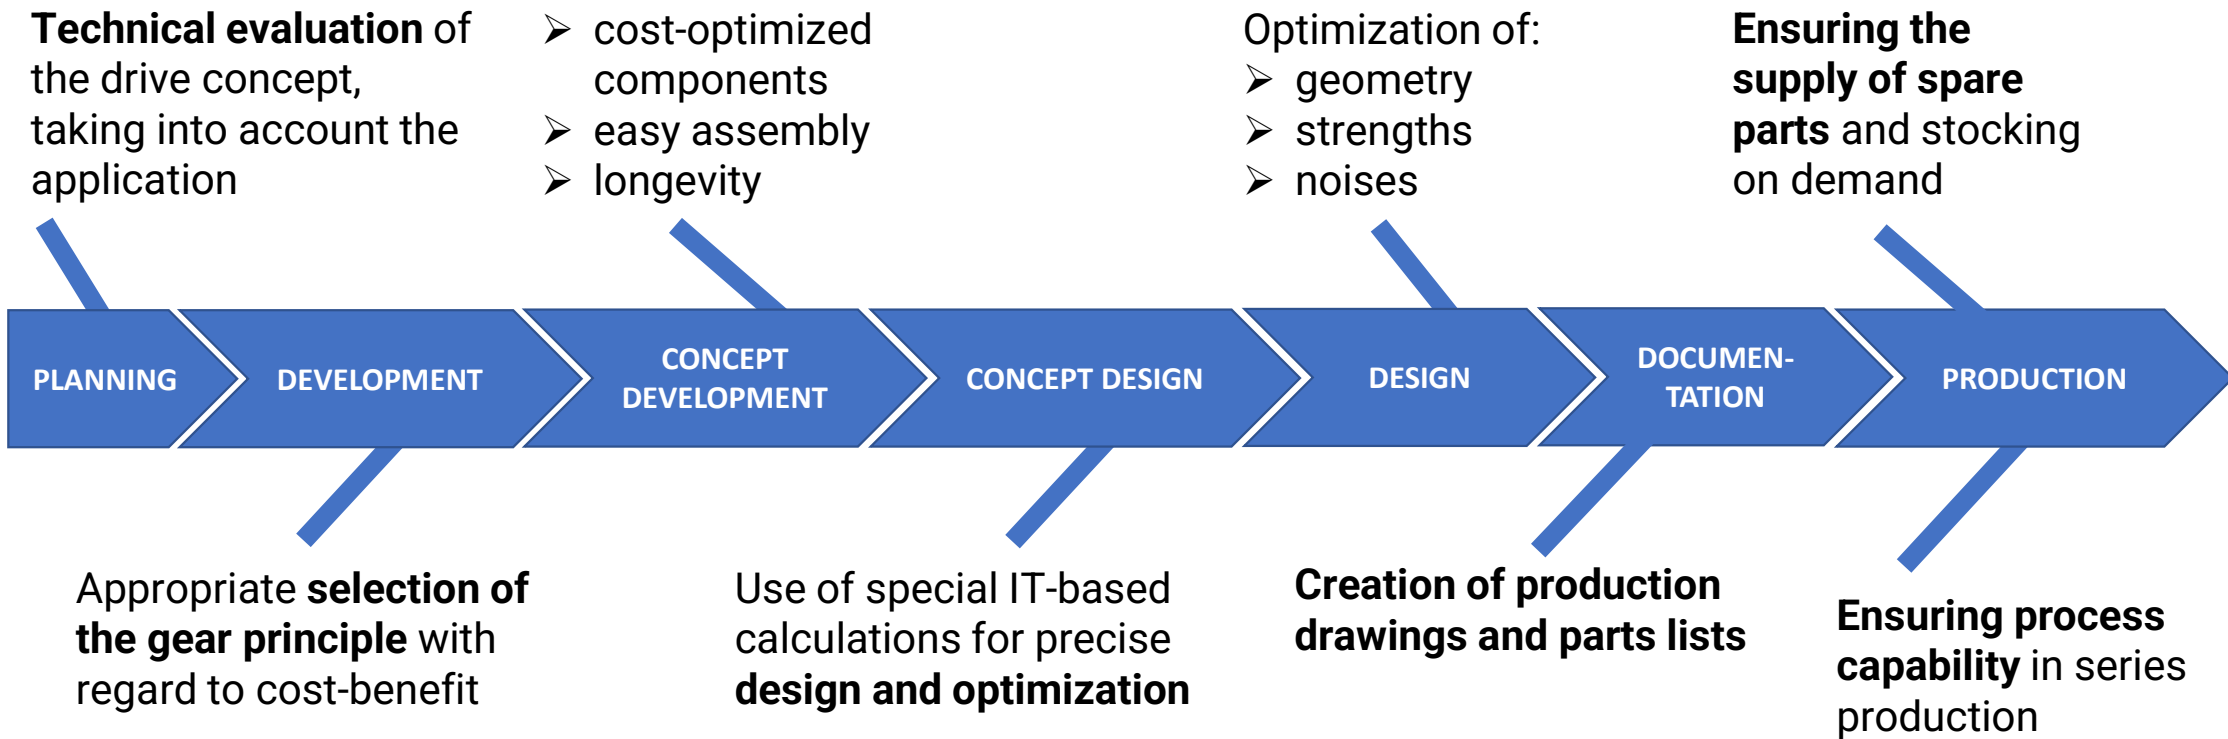 Technical evaluation of
the drive concept,
taking into account the
application
➢ cost-optimized
components
➢ easy assembly
➢ longevity
Optimization of:
➢ geometry
➢ strengths
➢ noises
Ensuring the
supply of spare
parts and stocking
on demand
PLANNING
DEVELOPMENT
CONCEPT
DEVELOPMENT
CONCEPT DESIGN
DESIGN
DOCUMEN-
TATION
PRODUCTION
Appropriate selection of
the gear principle with
regard to cost-benefit
Use of special IT-based
calculations for precise
design and optimization
Creation of production
drawings and parts lists
Ensuring process
capability in series
production